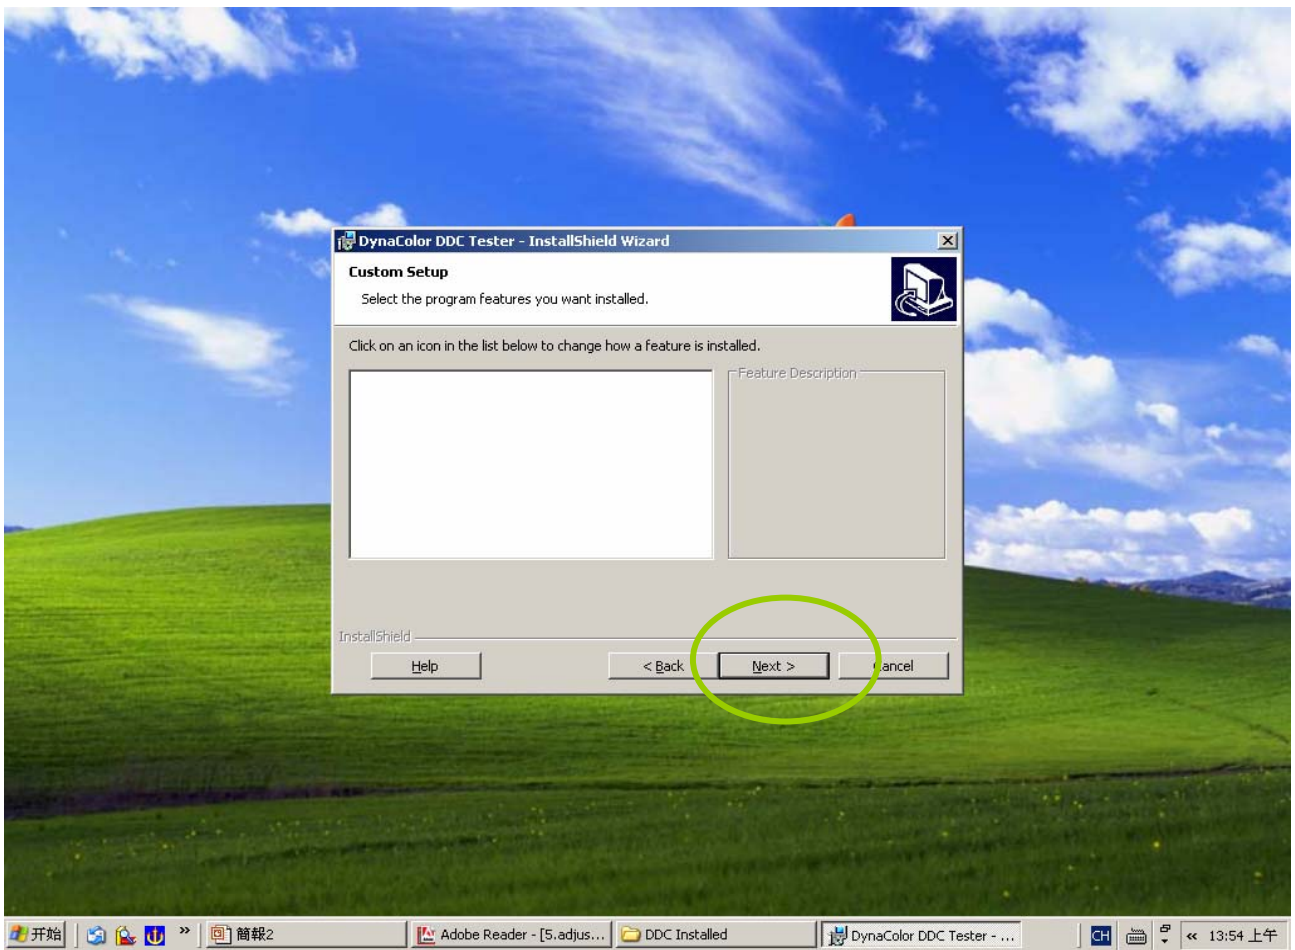 DynaColor DDC Tester - InstallShield Wizard
Custom Setup
Select the program features you want installed.
Click on an icon in the list below to change how a feature is installed.
Feature Description
InstallShield
Help
< Back
Next >
Cancel
开始
»
簡報2
Adobe Reader - [5.adjus...
DDC Installed
DynaColor DDC Tester - ...
CH
«
13:54 上午